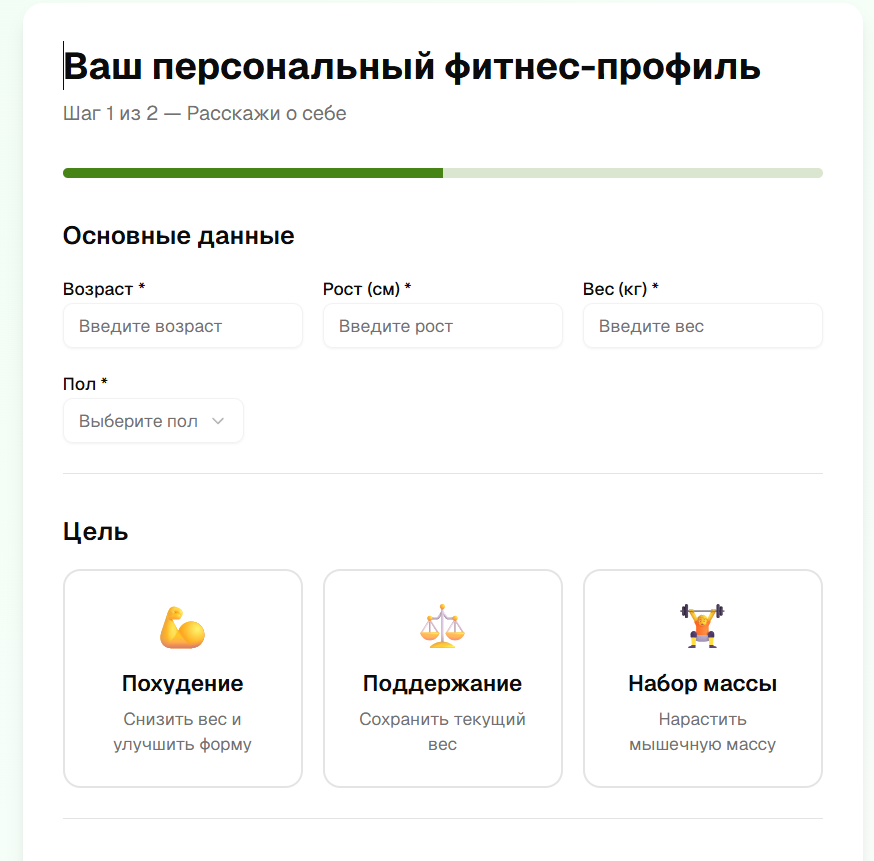 Ваш персональный фитнес-профиль
Шаг 1 из 2 — Расскажи о себе
Основные данные
Возраст * Рост (см) * Вес (кг) *
Введите возраст Введите рост Введите вес
Пол *
Выберите пол
Цель
Похудение Поддержание Набор массы
Снизить вес и Сохранить текущий Нарастить
улучшить форму вес мышечную массу